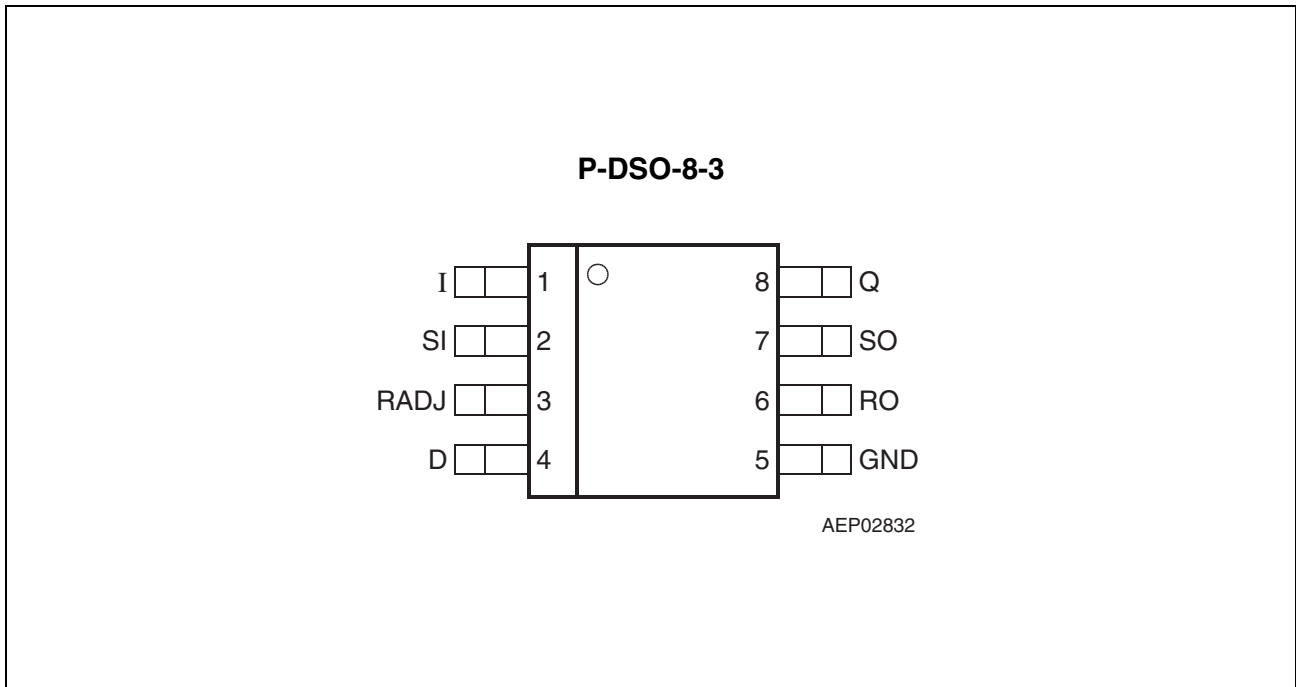 P-DSO-8-3
I 1 8 Q
SI 2 7 SO
RADJ 3 6 RO
D 4 5 GND
AEP02832